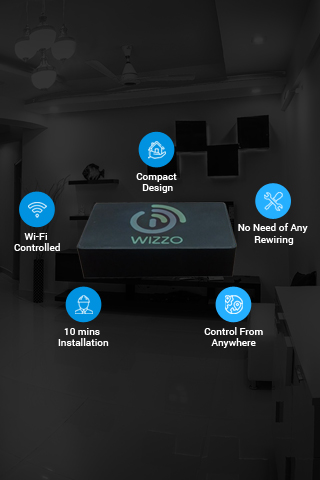 Compact
Design
No Need of Any
Rewiring
Wi-Fi
Controlled
WIZZO
10 mins
Installation
Control From
Anywhere